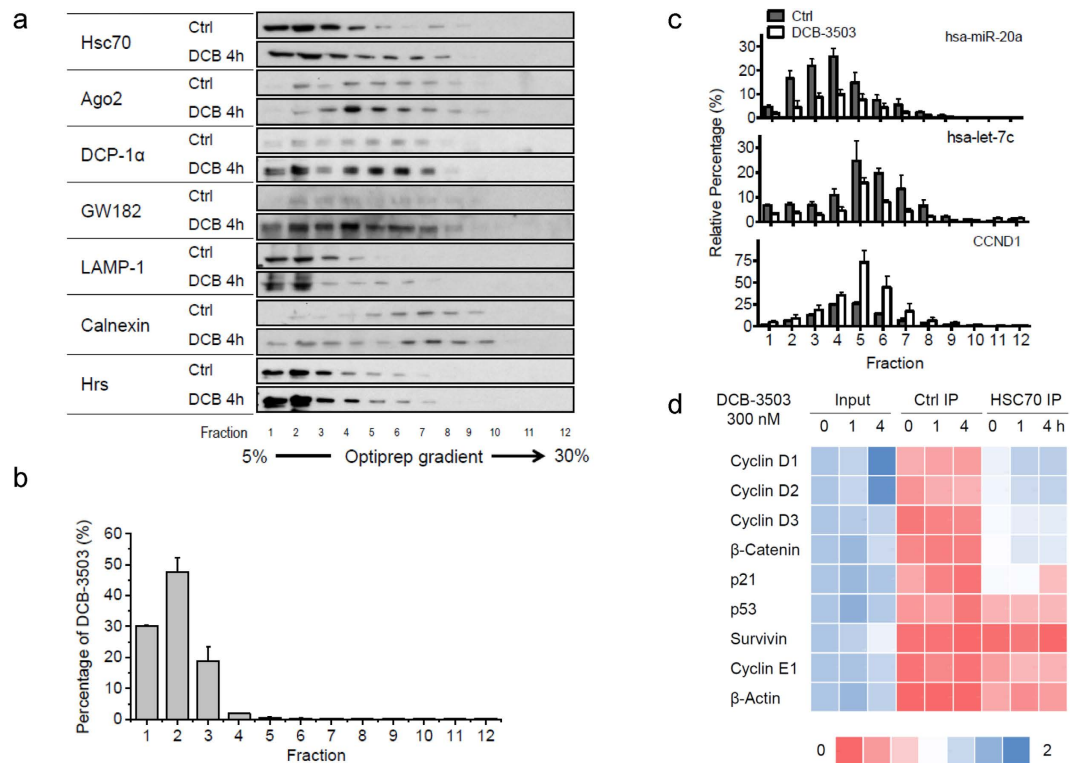 a
Hsc70
Ctrl
DCB 4h
Ago2
Ctrl
DCB 4h
DCP-1α
Ctrl
DCB 4h
GW182
Ctrl
DCB 4h
LAMP-1
Ctrl
DCB 4h
Calnexin
Ctrl
DCB 4h
Hrs
Ctrl
DCB 4h
Fraction 1 2 3 4 5 6 7 8 9 10 11 12
5% Optiprep gradient 30%
b
Percentage of DCB-3503 (%)
60
50
40
30
20
10
0
1 2 3 4 5 6 7 8 9 10 11 12
Fraction
c
Ctrl
DCB-3503
hsa-miR-20a
30
20
10
0
hsa-let-7c
30
20
10
0
CCND1
75
50
25
0
Relative Percentage (%)
1 2 3 4 5 6 7 8 9 10 11 12
Fraction
d
DCB-3503 Input Ctrl IP HSC70 IP
300 nM 0 1 4 0 1 4 0 1 4 h
Cyclin D1
Cyclin D2
Cyclin D3
β-Catenin
p21
p53
Survivin
Cyclin E1
β-Actin
0 2